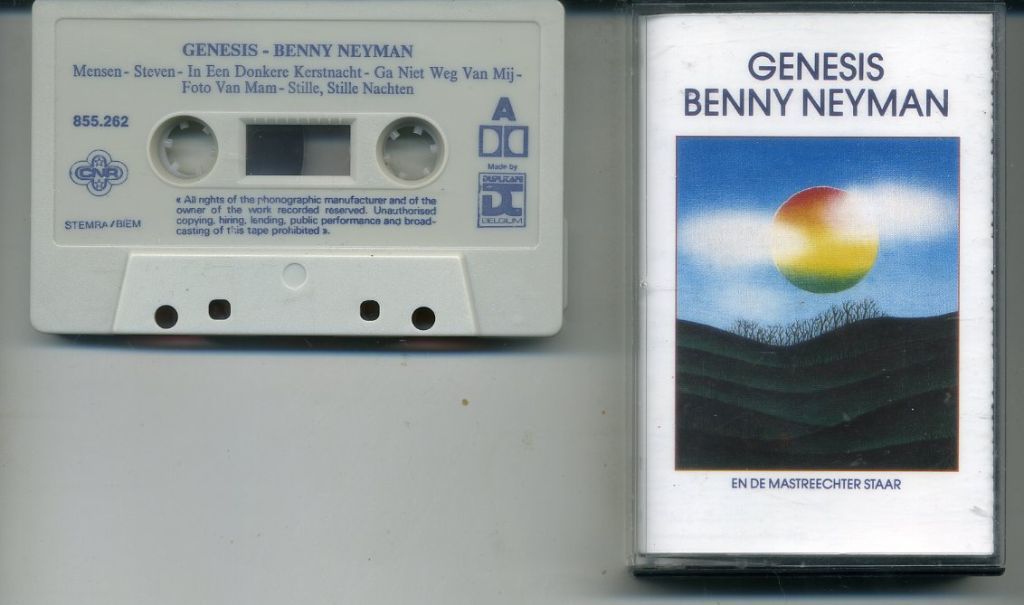 GENESIS - BENNY NEYMAN
Mensen - Steven - In Een Donkere Kerstnacht - Ga Niet Weg Van Mij -
Foto Van Mam - Stille, Stille Nachten
855.262
A
CNR
Made by
DUPLITAPE
BELGIUM
STEMRA / BIEM
« All rights of the phonographic manufacturer and of the
owner of the work recorded reserved. Unauthorised
copying, hiring, lending, public performance and broad-
casting of this tape prohibited ».
GENESIS
BENNY NEYMAN
EN DE MASTREECHTER STAAR